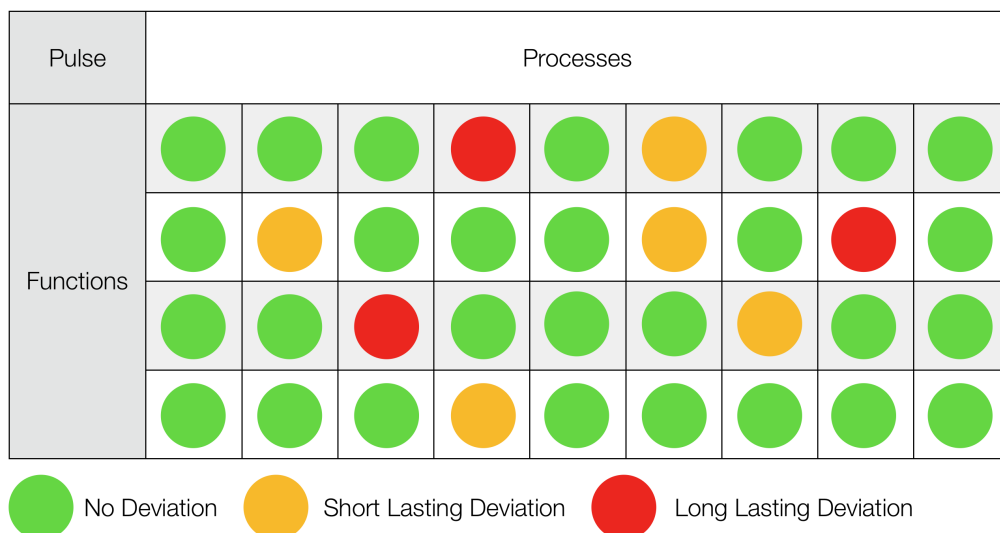 Pulse
Processes
Functions
No Deviation
Short Lasting Deviation
Long Lasting Deviation